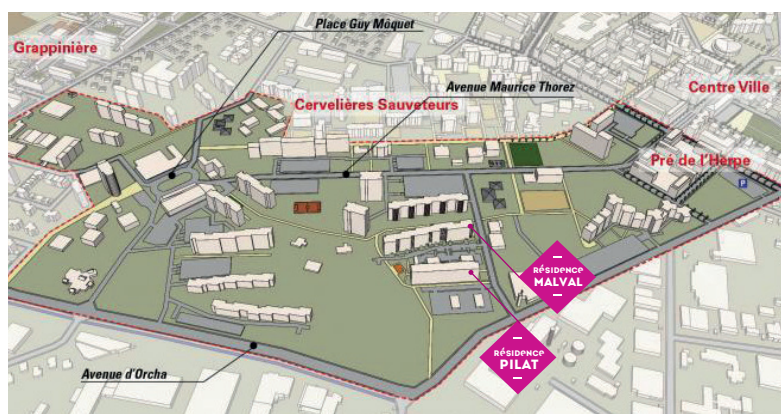 Place Guy Môquet
Grappinière
Avenue Maurice Thorez
Centre Ville
Cervelières Sauveteurs
Pré de l'Herpe
P
RÉSIDENCE
MALVAL
RÉSIDENCE
PILAT
Avenue d'Orcha